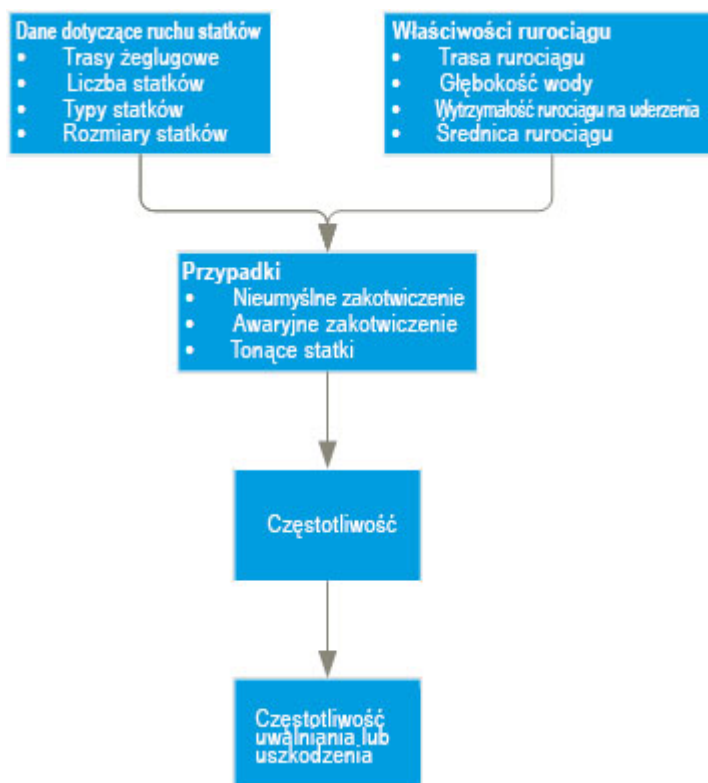 Dane dotyczące ruchu statków
• Trasy żeglugowe
• Liczba statków
• Typy statków
• Rozmiary statków
Właściwości rurociągu
• Trasa rurociągu
• Głębokość wody
• Wytrzymałość rurociągu na uderzenia
• Średnica rurociągu
Przypadki
• Nieumyślne zakotwiczenie
• Awaryjne zakotwiczenie
• Tonące statki
Częstotliwość
Częstotliwość
uwalniania lub
uszkodzenia